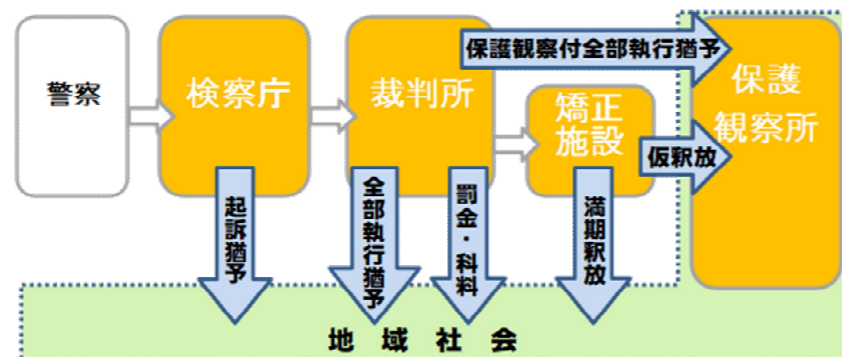 警察
検察庁
裁判所
保護観察付全部執行猶予
矯正
施設
仮釈放
保護
観察所
起訴猶予
全部執行猶予
罰金・科料
満期釈放
地域社会